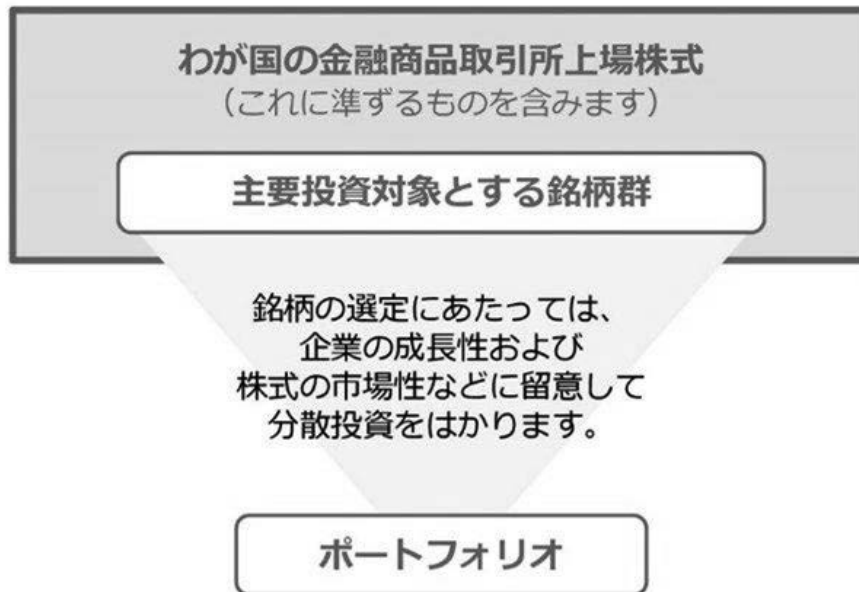 わが国の金融商品取引所上場株式
（これに準ずるものを含みます）
主要投資対象とする銘柄群
銘柄の選定にあたっては、
企業の成長性および
株式の市場性などに留意して
分散投資をはかります。
ポートフォリオ